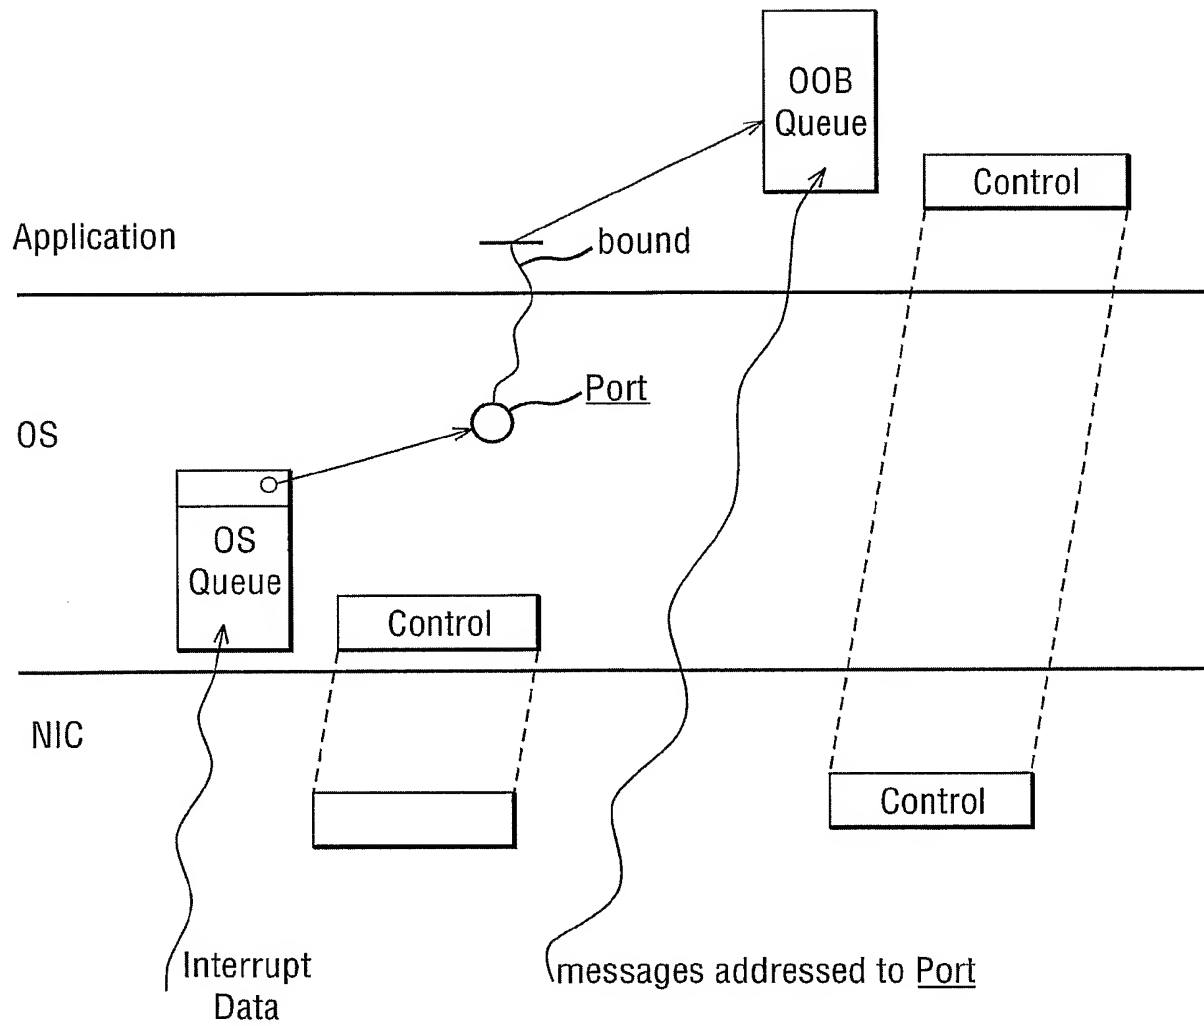 OOB
Queue
Control
Application
bound
Port
OS
OS
Queue
Control
NIC
Control
Interrupt
Data
messages addressed to Port